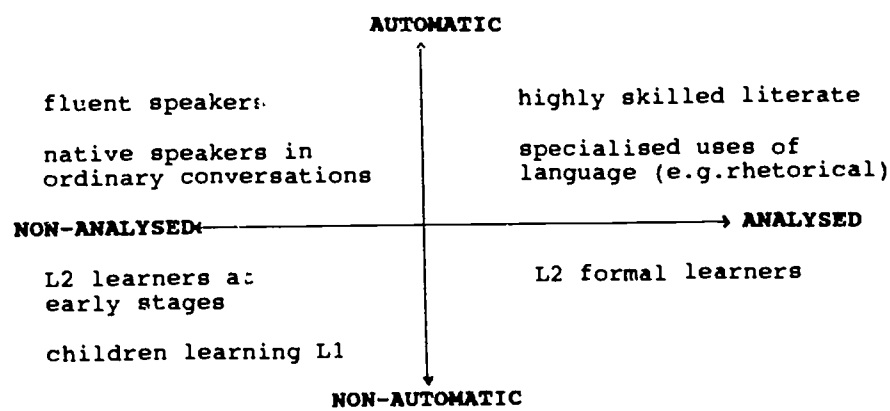 AUTOMATIC
fluent speakers
highly skilled literate
native speakers in
ordinary conversations
specialised uses of
language (e.g.rhetorical)
NON-ANALYSED
ANALYSED
L2 learners at
early stages
L2 formal learners
children learning L1
NON-AUTOMATIC